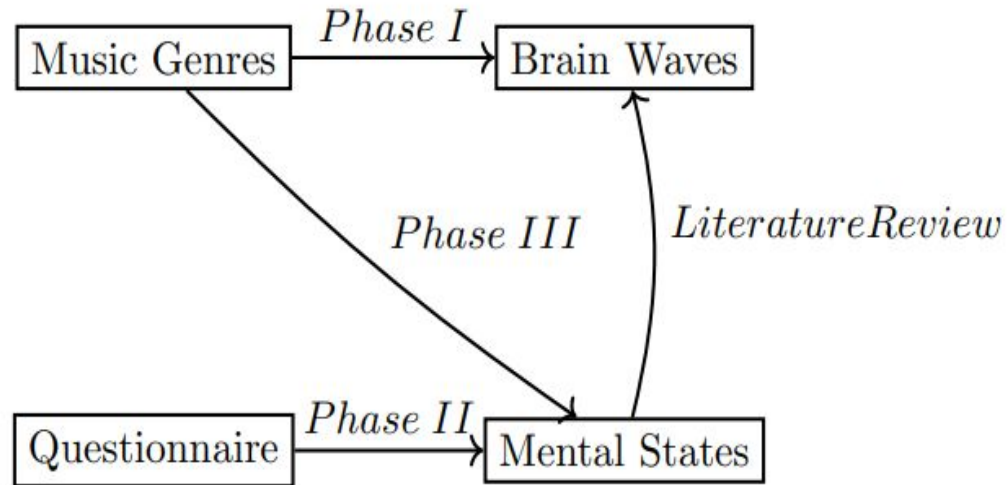 Phase I
Music Genres
Brain Waves
Phase III
LiteratureReview
Phase II
Questionnaire
Mental States